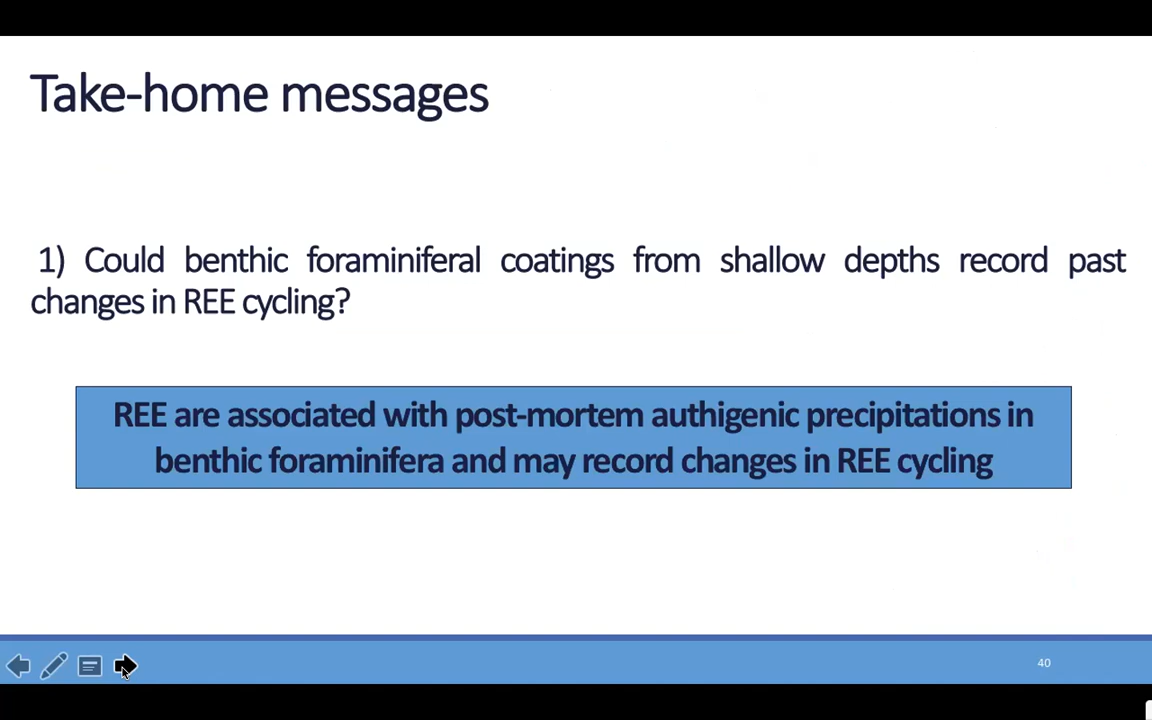 Take-home messages
1) Could benthic foraminiferal coatings from shallow depths record past
changes in REE cycling?
REE are associated with post-mortem authigenic precipitations in
benthic foraminifera and may record changes in REE cycling
40